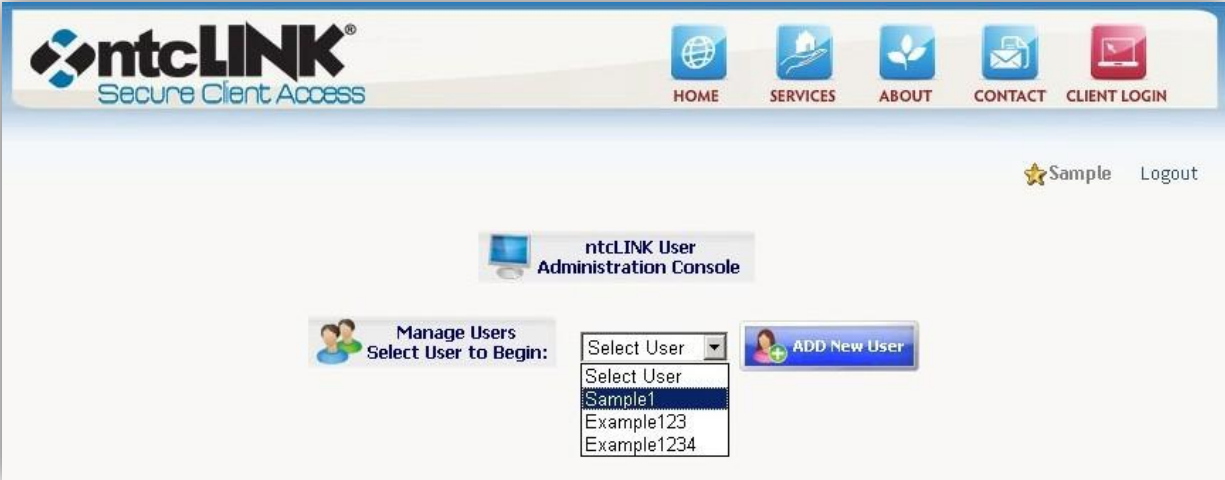 ntcLINK®
Secure Client Access
HOME SERVICES ABOUT CONTACT CLIENT LOGIN
Sample Logout
ntcLINK User
Administration Console
Manage Users
Select User to Begin:
Select User
ADD New User
Select User
Sample1
Example123
Example1234